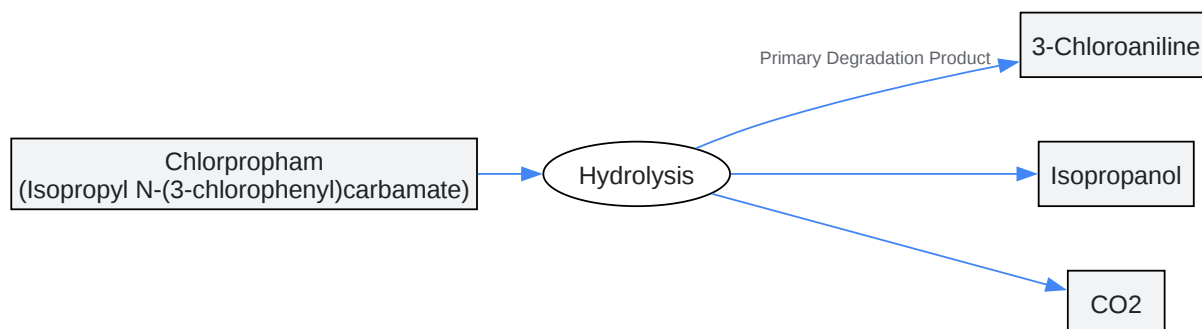 Primary Degradation Product
3-Chloroaniline
Chlorpropham
(Isopropyl N-(3-chlorophenyl)carbamate)
Hydrolysis
Isopropanol
CO2